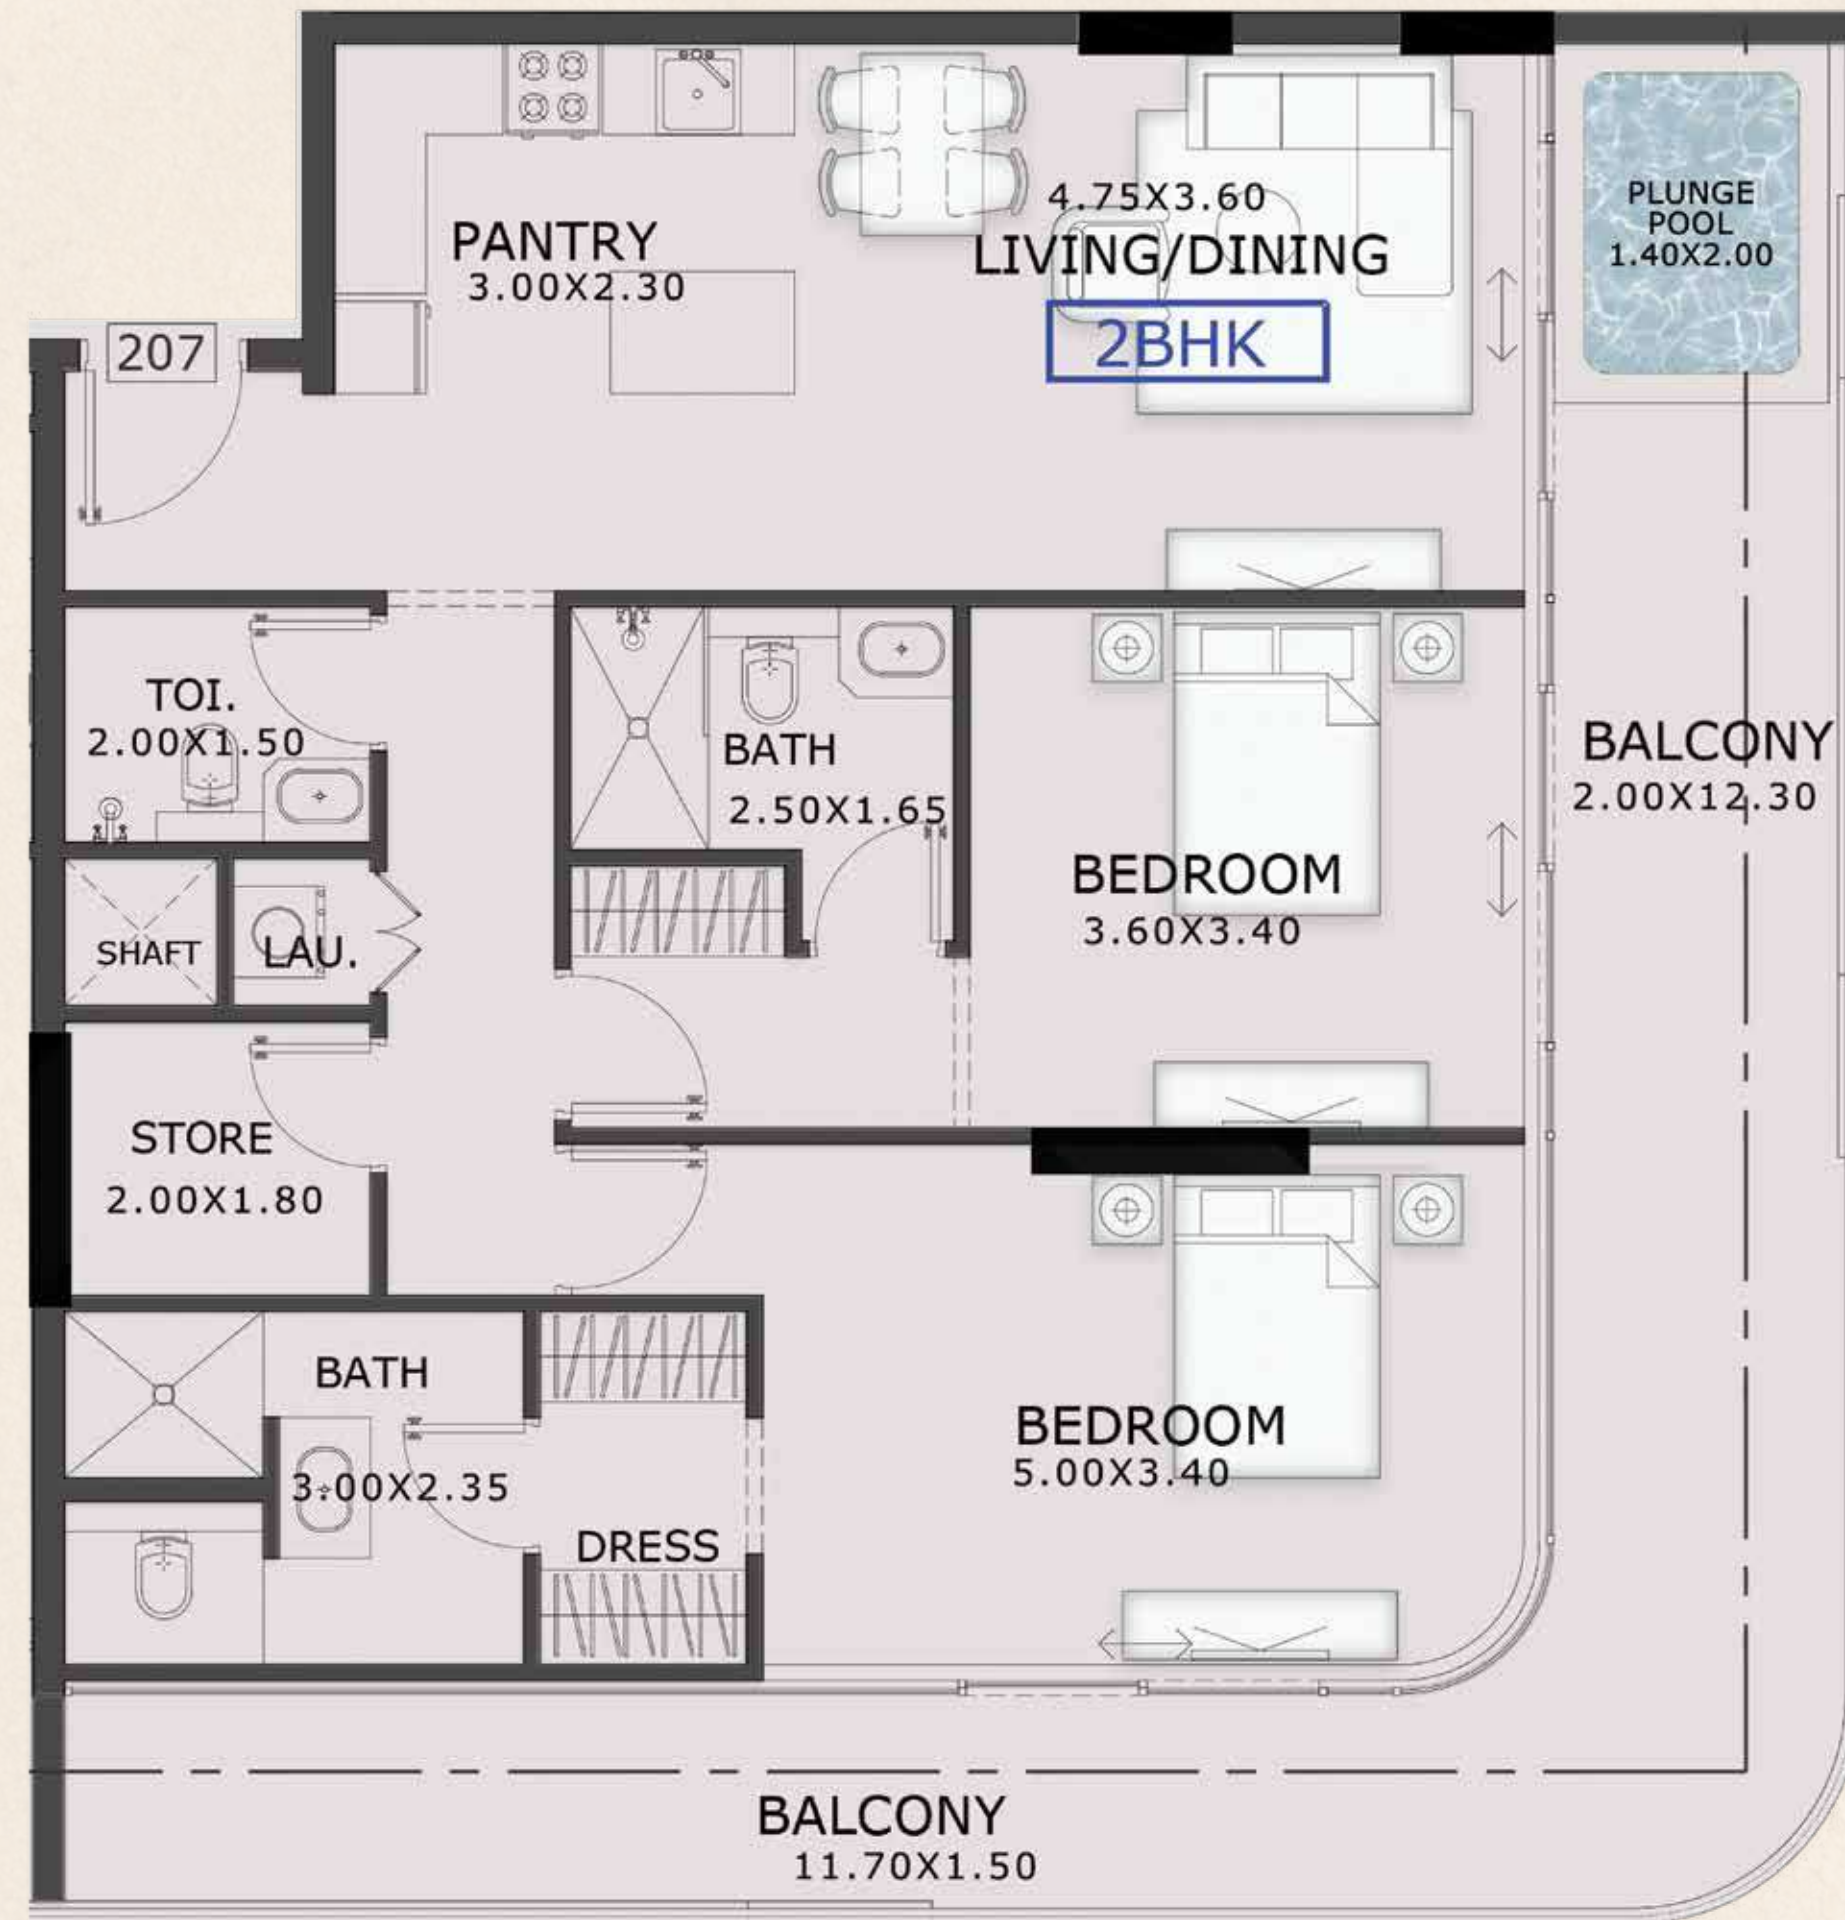 207
PANTRY
3.00X2.30
4.75X3.60
LIVING/DINING
2BHK
PLUNGE
POOL
1.40X2.00
TOI.
2.00X1.50
BATH
2.50X1.65
BEDROOM
3.60X3.40
BALCONY
2.00X12.30
SHAFT
LAU.
STORE
2.00X1.80
BATH
3.00X2.35
DRESS
BEDROOM
5.00X3.40
BALCONY
11.70X1.50